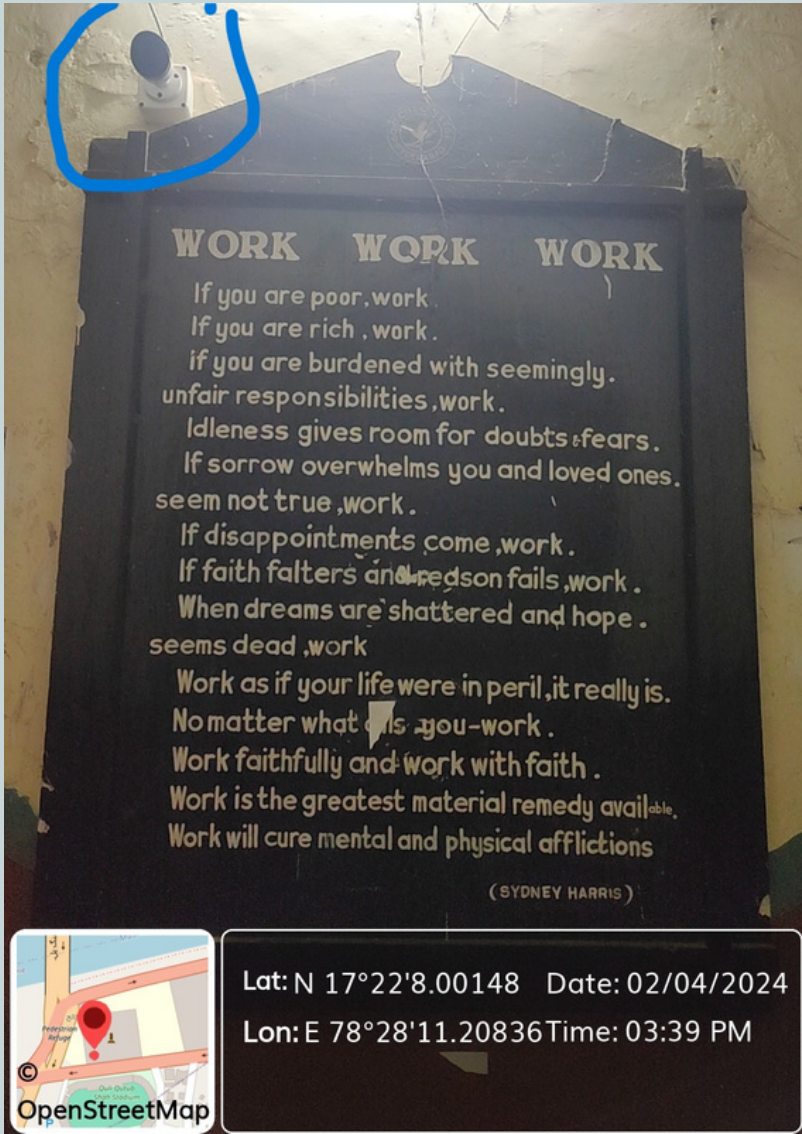 WORK WORK WORK
If you are poor, work.
If you are rich, work.
if you are burdened with seemingly.
unfair responsibilities, work.
Idleness gives room for doubts & fears.
If sorrow overwhelms you and loved ones.
seem not true, work.
If disappointments come, work.
If faith falters and reason fails, work.
When dreams are shattered and hope.
seems dead, work
Work as if your life were in peril, it really is.
No matter what you-work.
Work faithfully and work with faith.
Work is the greatest material remedy available.
Work will cure mental and physical afflictions
(SYDNEY HARRIS)
Lat: N 17°22'8.00148 Date: 02/04/2024
Lon: E 78°28'11.20836 Time: 03:39 PM
Pedestrian
Refuge
©
OpenStreetMap
P